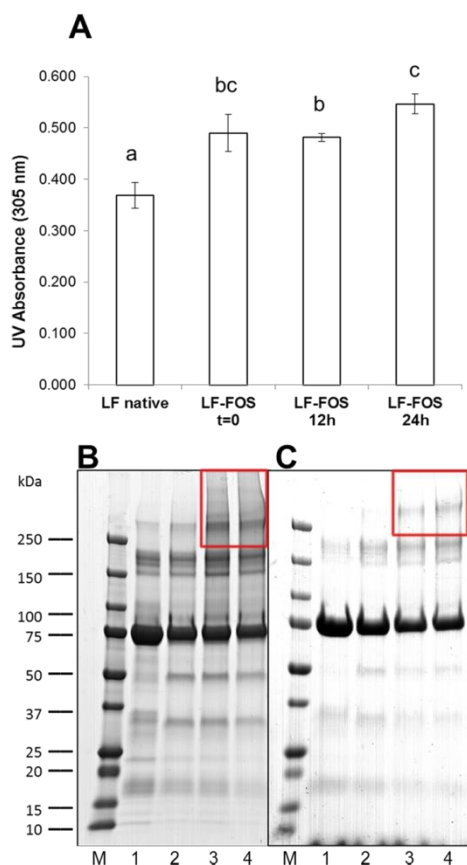 A
UV Absorbance (305 nm)
0.600
0.500
0.400
0.300
0.200
0.100
0.000
a
bc
b
c
LF native
LF-FOS
t=0
LF-FOS
12h
LF-FOS
24h
B
C
kDa
250
150
100
75
50
37
25
20
15
10
M 1 2 3 4 M 1 2 3 4